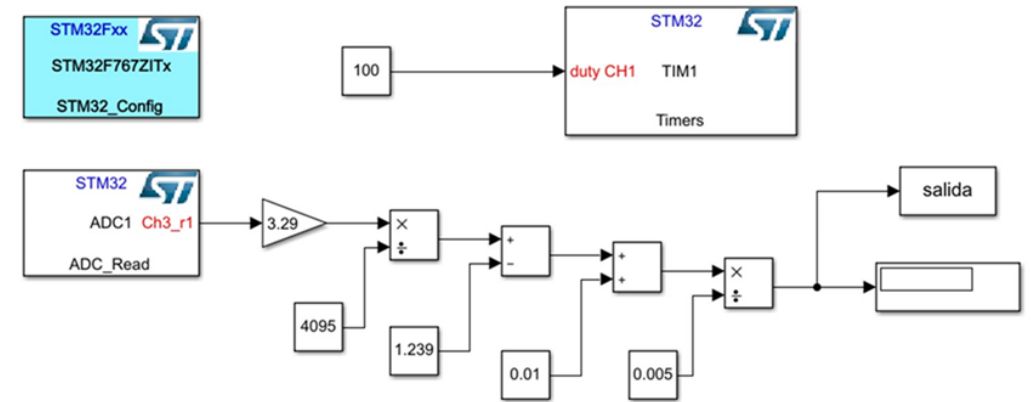 STM32Fxx
STM32F767ZITx
STM32_Config
100
STM32
duty CH1 TIM1
Timers
STM32
ADC1 Ch3_r1
ADC_Read
3.29
×
÷
4095
+
−
1.239
+
+
0.01
×
÷
0.005
salida